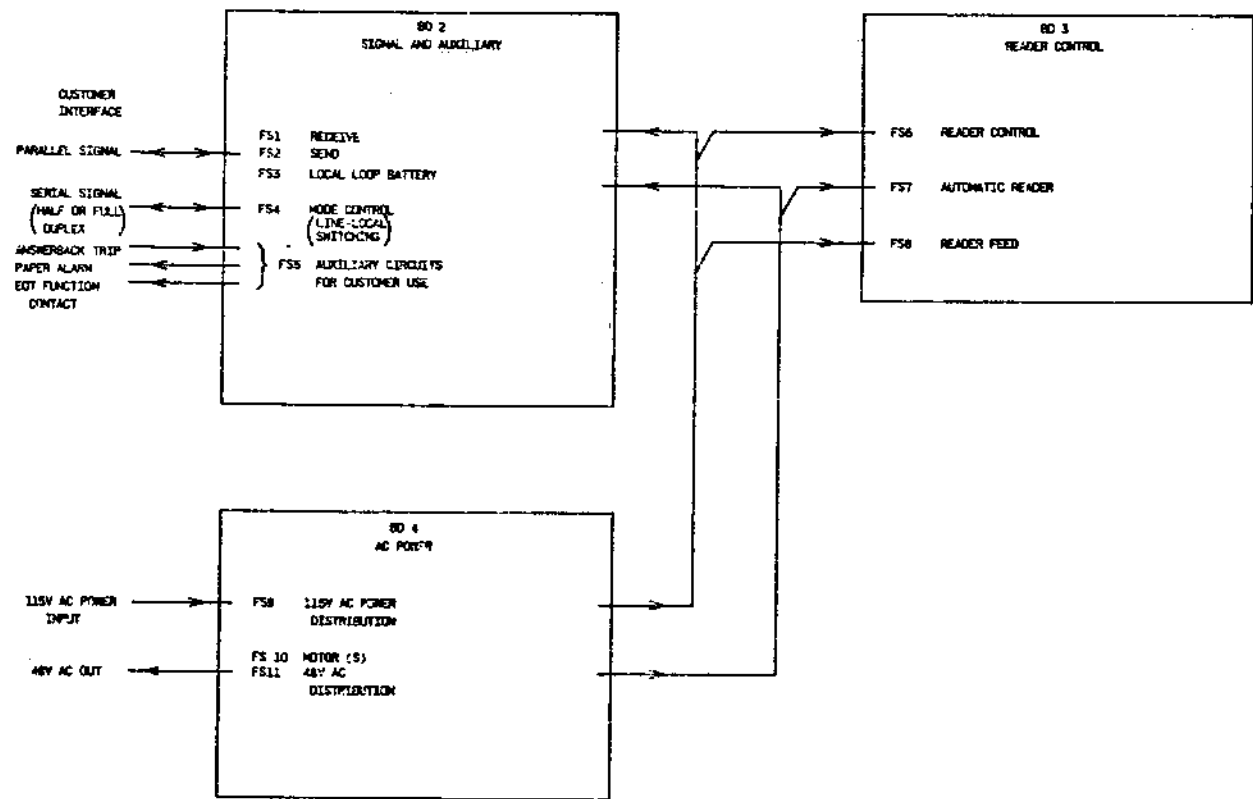 BD 2
SIGNAL AND AUXILIARY
BD 3
READER CONTROL
CUSTOMER
INTERFACE
FS1 RECEIVE
PARALLEL SIGNAL FS2 SEND
FS3 LOCAL LOOP BATTERY
SERIAL SIGNAL
(HALF OR FULL
DUPLEX)
FS4 MODE CONTROL
(LINE-LOCAL
SWITCHING)
ANSWERBACK TRIP
PAPER ALARM
EOT FUNCTION
CONTACT
FS5 AUXILIARY CIRCUITS
FOR CUSTOMER USE
FS6 READER CONTROL
FS7 AUTOMATIC READER
FS8 READER FEED
BD 4
AC POWER
115V AC POWER
INPUT
FS9 115V AC POWER
DISTRIBUTION
FS 10 MOTOR (S)
48V AC OUT
FS11 48V AC
DISTRIBUTION